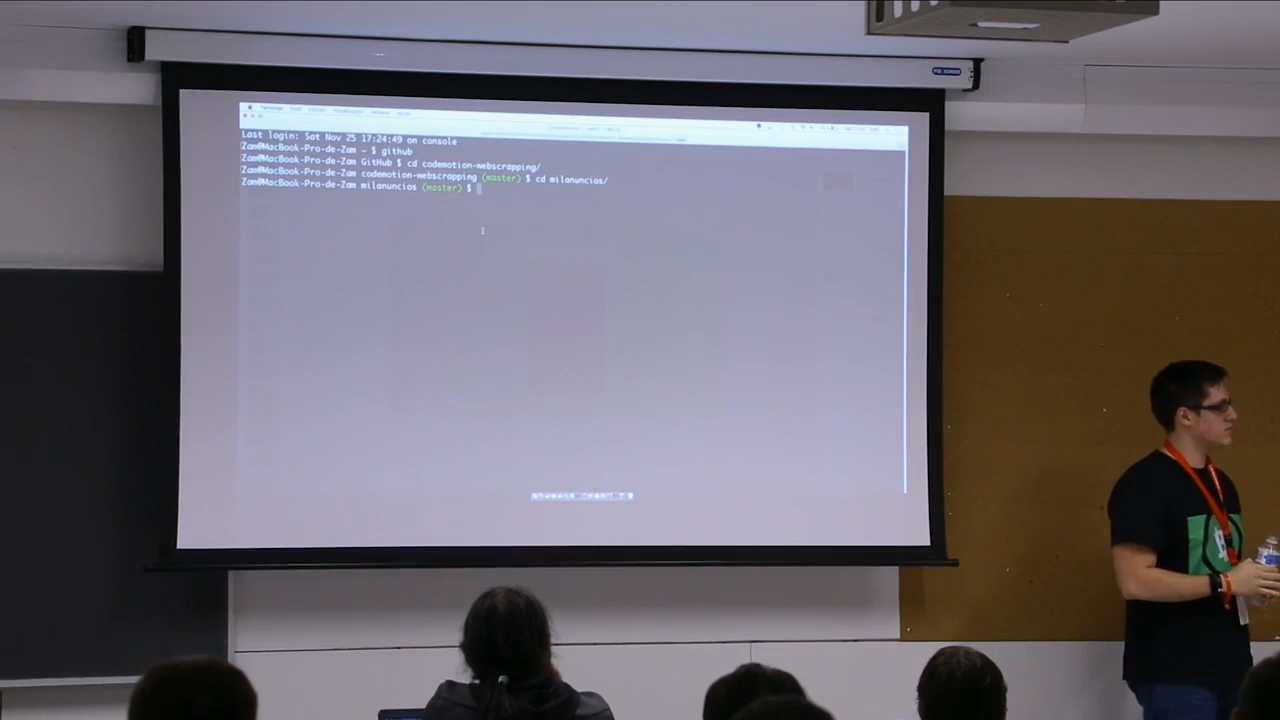 Terminal
Last login: Sat Nov 25 17:24:49 on console
Zam@MacBook-Pro-de-Zam ~ $ github
Zam@MacBook-Pro-de-Zam GitHub $ cd codemotion-webscrapping/
Zam@MacBook-Pro-de-Zam codemotion-webscrapping (master) $ cd milanuncios/
Zam@MacBook-Pro-de-Zam milanuncios (master) $